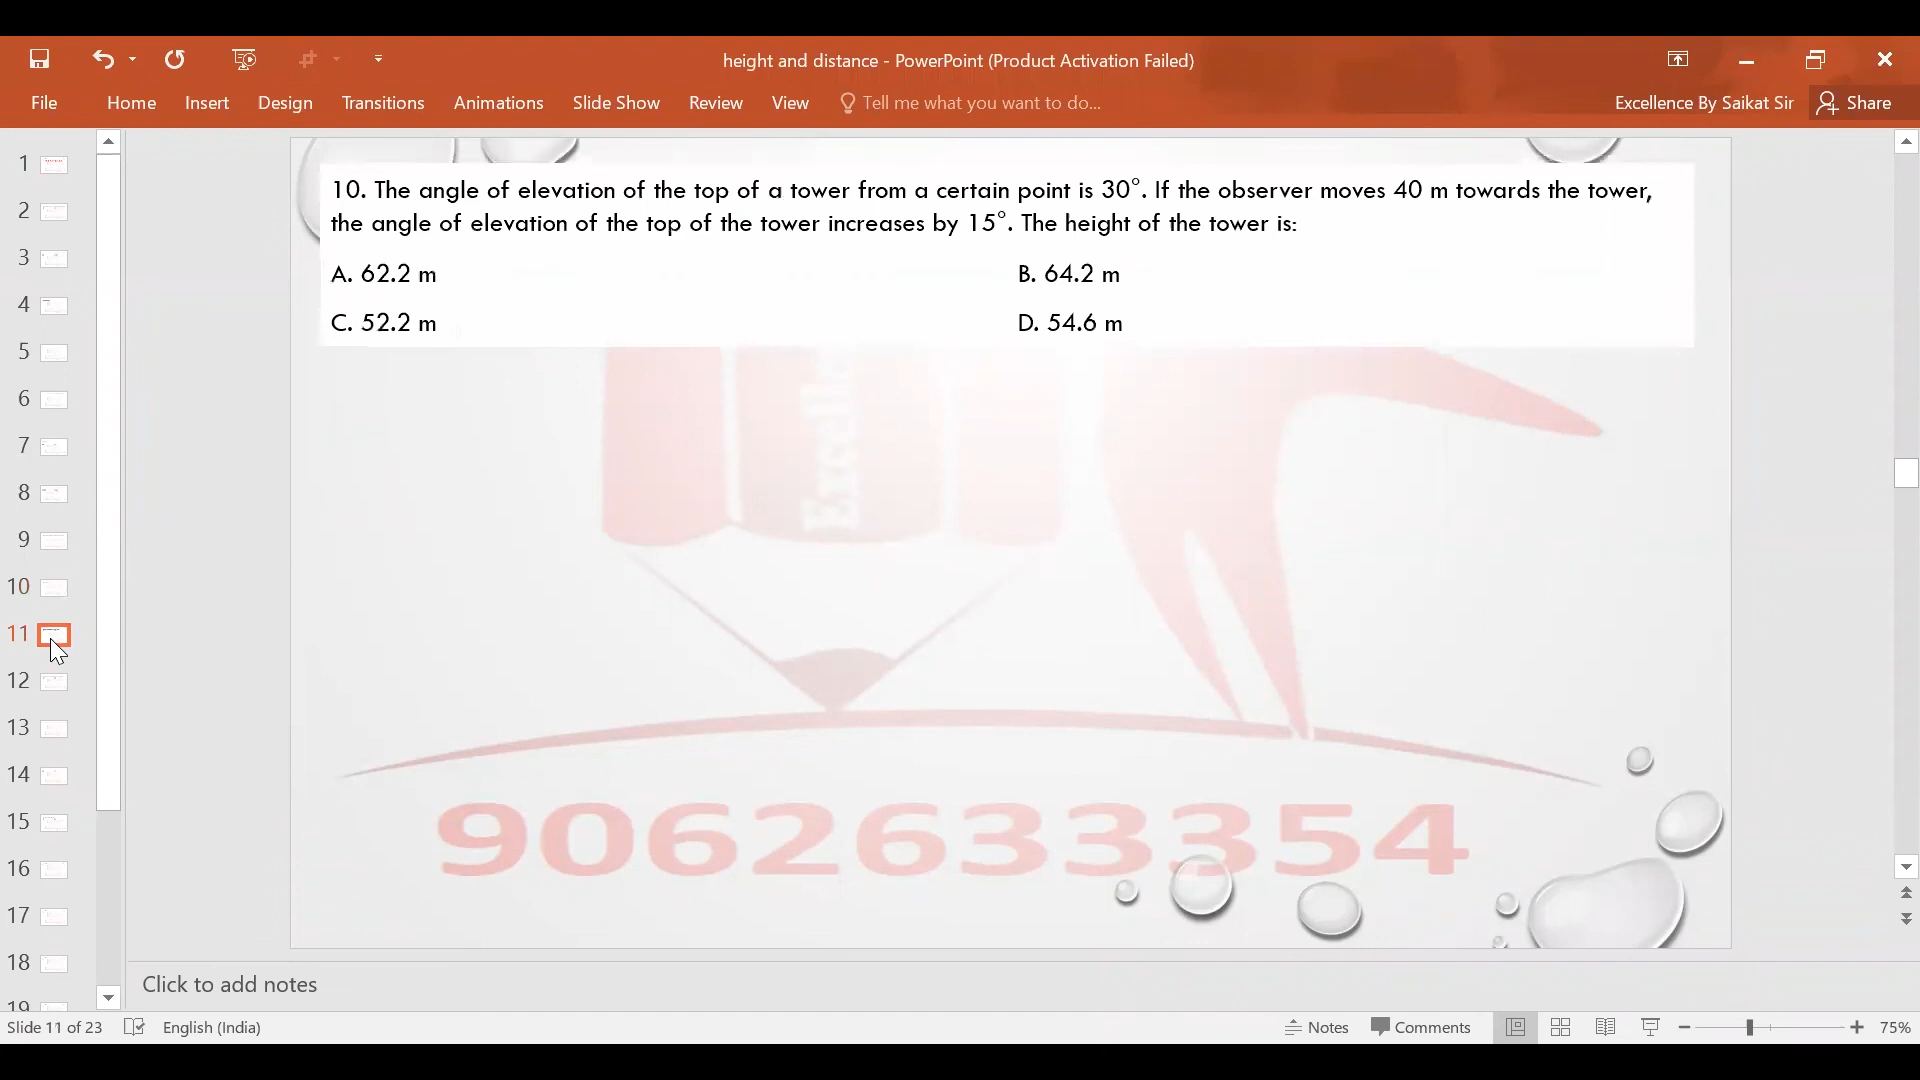 height and distance - PowerPoint (Product Activation Failed)
File Home Insert Design Transitions Animations Slide Show Review View Tell me what you want to do... Excellence By Saikat Sir Share
1
2
3
4
5
6
7
8
9
10
11
12
13
14
15
16
17
18
19
10. The angle of elevation of the top of a tower from a certain point is 30°. If the observer moves 40 m towards the tower,
the angle of elevation of the top of the tower increases by 15°. The height of the tower is:
A. 62.2 m B. 64.2 m
C. 52.2 m D. 54.6 m
9062633354
Click to add notes
Slide 11 of 23 English (India) Notes Comments 75%